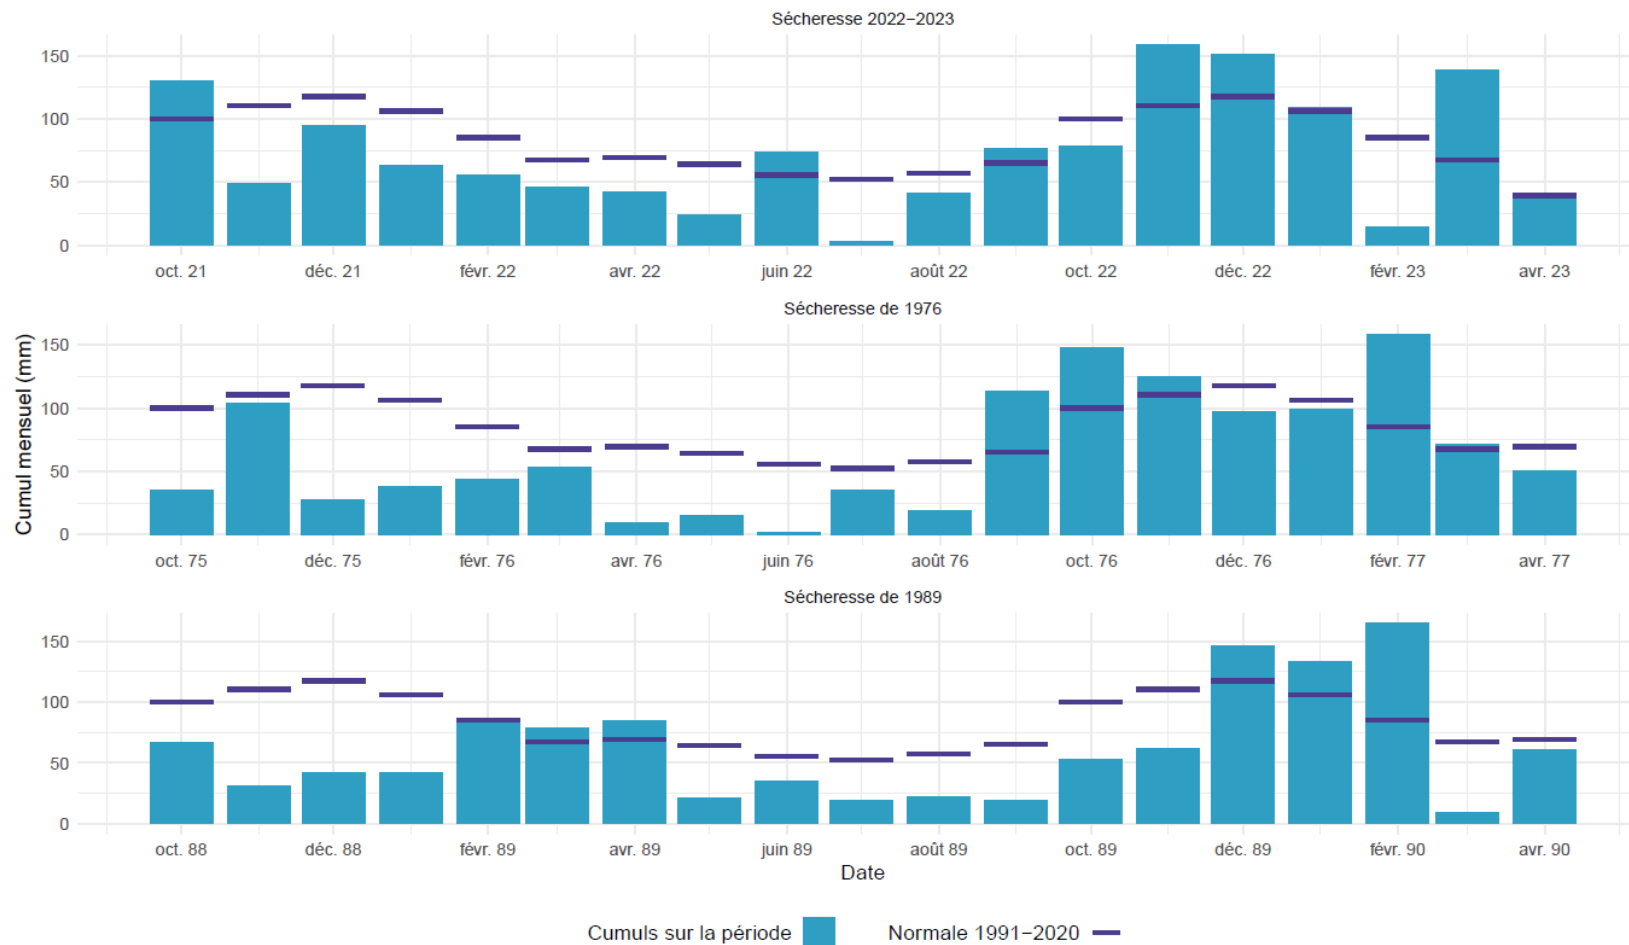 Sécheresse 2022−2023
150
100
50
0
oct. 21 déc. 21 févr. 22 avr. 22 juin 22 août 22 oct. 22 déc. 22 févr. 23 avr. 23
Sécheresse de 1976
Cumul mensuel (mm)
150
100
50
0
oct. 75 déc. 75 févr. 76 avr. 76 juin 76 août 76 oct. 76 déc. 76 févr. 77 avr. 77
Sécheresse de 1989
150
100
50
0
oct. 88 déc. 88 févr. 89 avr. 89 juin 89 août 89 oct. 89 déc. 89 févr. 90 avr. 90
Date
Cumuls sur la période Normale 1991−2020